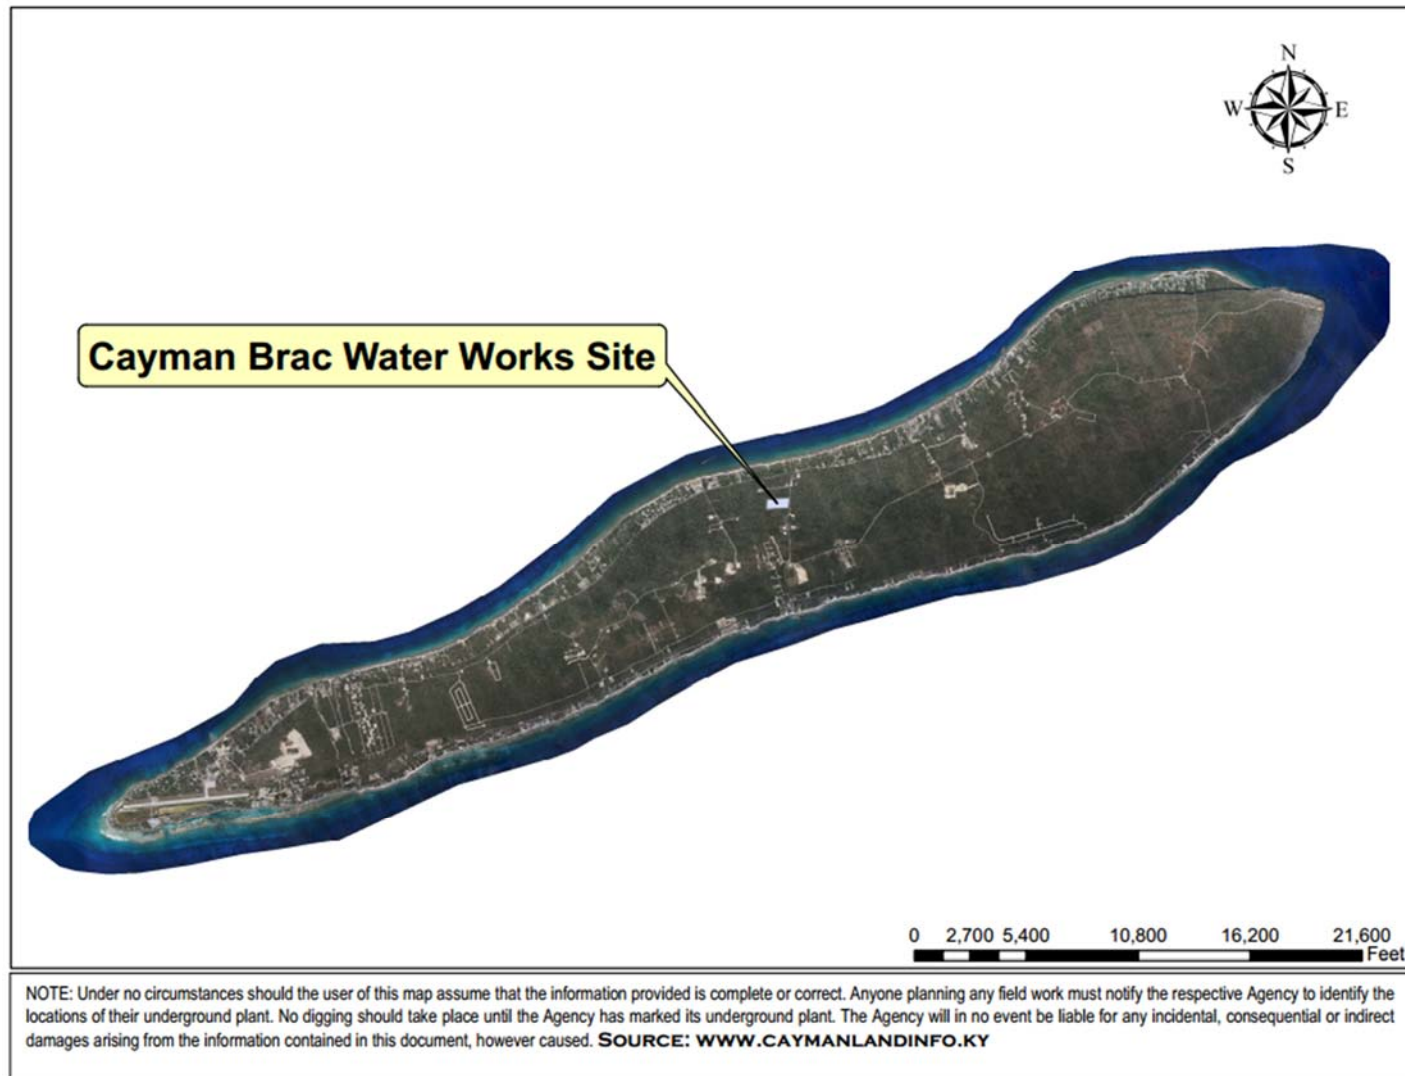 N
W E
S
Cayman Brac Water Works Site
0 2,700 5,400 10,800 16,200 21,600
Feet
NOTE: Under no circumstances should the user of this map assume that the information provided is complete or correct. Anyone planning any field work must notify the respective Agency to identify the
locations of their underground plant. No digging should take place until the Agency has marked its underground plant. The Agency will in no event be liable for any incidental, consequential or indirect
damages arising from the information contained in this document, however caused. SOURCE: WWW.CAYMANLANDINFO.KY